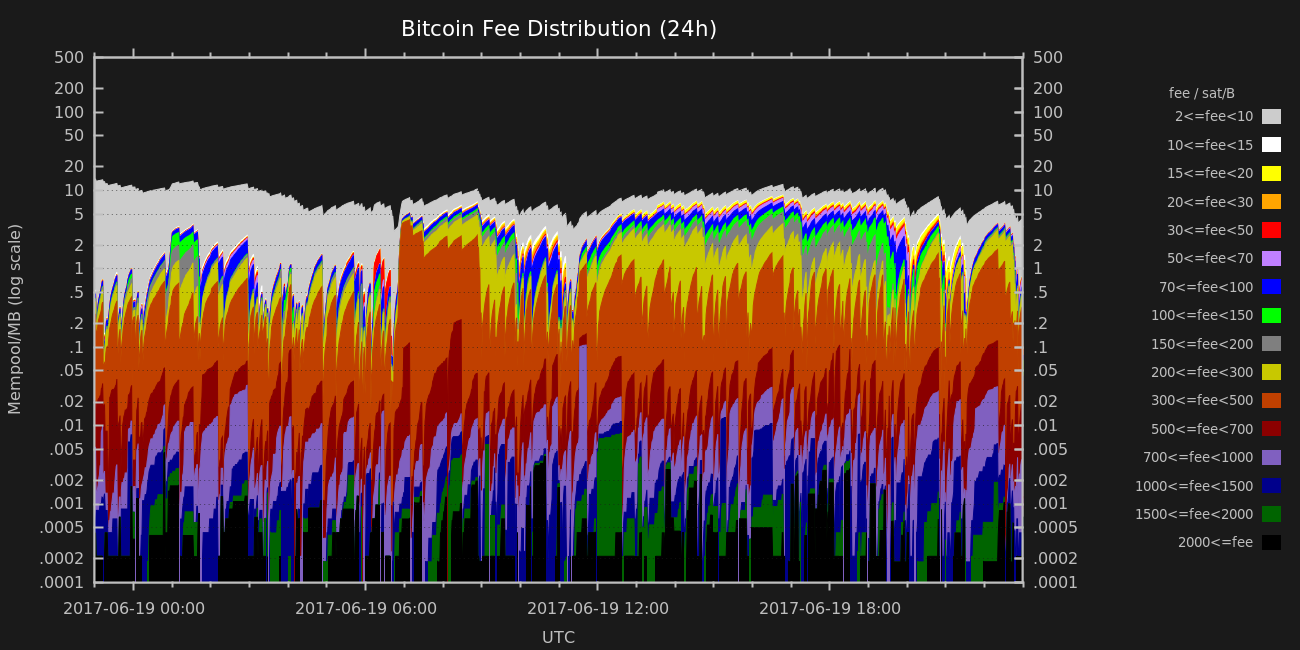 Bitcoin Fee Distribution (24h)
500
200
100
50
20
10
5
2
1
.5
.2
.1
.05
.02
.01
.005
.002
.001
.0005
.0002
.0001
Mempool/MB (log scale)
500
200
100
50
20
10
5
2
1
.5
.2
.1
.05
.02
.01
.005
.002
.001
.0005
.0002
.0001
2017-06-19 00:00
2017-06-19 06:00
2017-06-19 12:00
2017-06-19 18:00
UTC
fee / sat/B
2<=fee<10
10<=fee<15
15<=fee<20
20<=fee<30
30<=fee<50
50<=fee<70
70<=fee<100
100<=fee<150
150<=fee<200
200<=fee<300
300<=fee<500
500<=fee<700
700<=fee<1000
1000<=fee<1500
1500<=fee<2000
2000<=fee